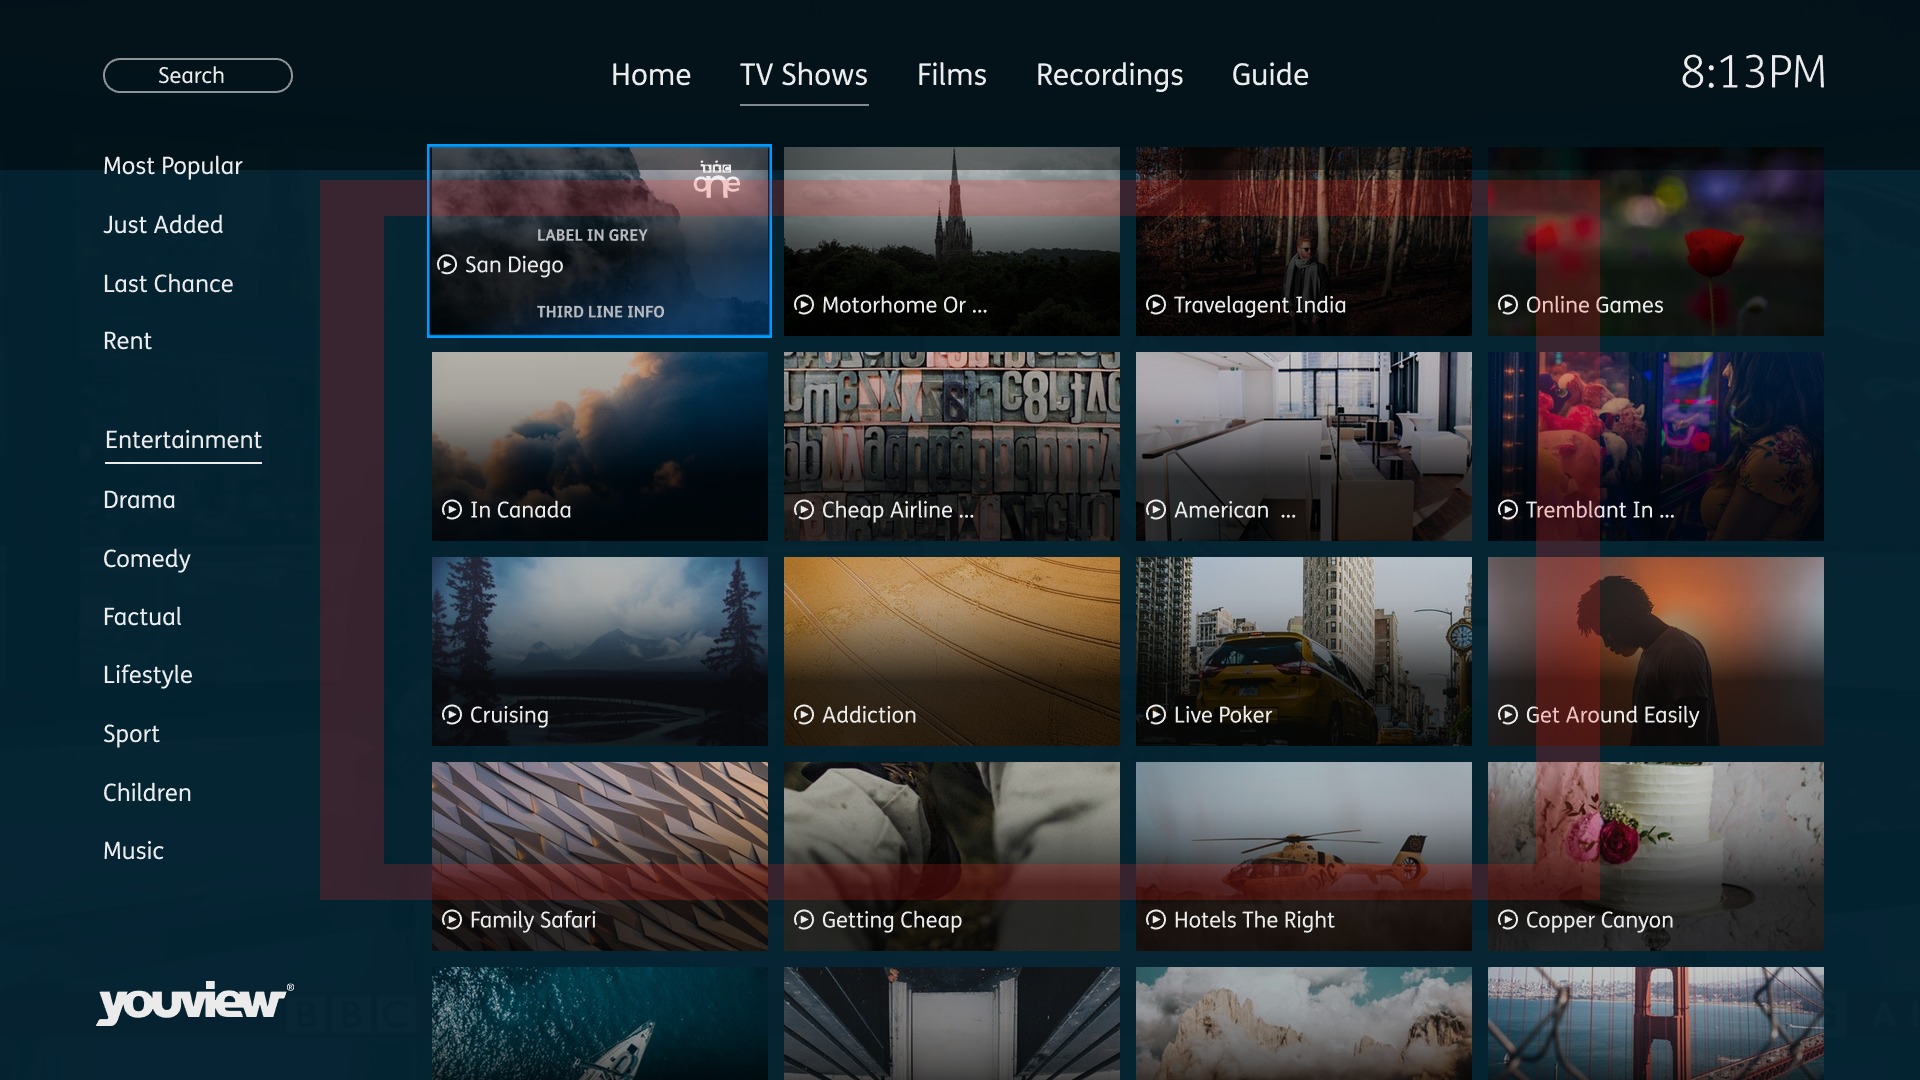 Search
Home TV Shows Films Recordings Guide
8:13PM
Most Popular
Just Added
Last Chance
Rent
Entertainment
Drama
Comedy
Factual
Lifestyle
Sport
Children
Music
youview®
BBC
BBC
one
LABEL IN GREY
San Diego
THIRD LINE INFO
Motorhome Or ...
Travelagent India
Online Games
In Canada
Cheap Airline ...
American ...
Tremblant In ...
Cruising
Addiction
Live Poker
Get Around Easily
Family Safari
Getting Cheap
Hotels The Right
Copper Canyon